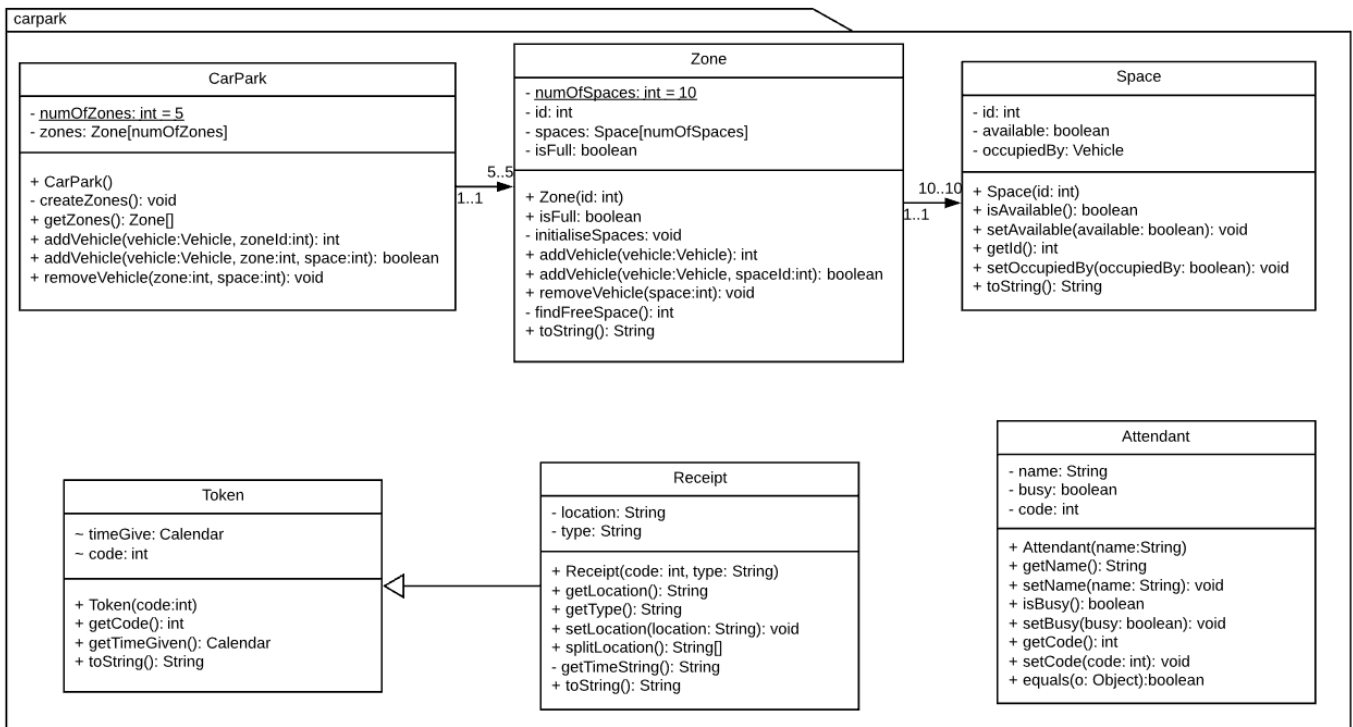 carpark
CarPark
- numOfZones: int = 5
- zones: Zone[numOfZones]
+ CarPark()
- createZones(): void
+ getZones(): Zone[]
+ addVehicle(vehicle:Vehicle, zoneId:int): int
+ addVehicle(vehicle:Vehicle, zone:int, space:int): boolean
+ removeVehicle(zone:int, space:int): void
5..5
1..1
Zone
- numOfSpaces: int = 10
- id: int
- spaces: Space[numOfSpaces]
- isFull: boolean
+ Zone(id: int)
+ isFull: boolean
- initialiseSpaces: void
+ addVehicle(vehicle:Vehicle): int
+ addVehicle(vehicle:Vehicle, spaceId:int): boolean
+ removeVehicle(space:int): void
- findFreeSpace(): int
+ toString(): String
10..10
1..1
Space
- id: int
- available: boolean
- occupiedBy: Vehicle
+ Space(id: int)
+ isAvailable(): boolean
+ setAvailable(available: boolean): void
+ getId(): int
+ setOccupiedBy(occupiedBy: boolean): void
+ toString(): String
Token
~ timeGive: Calendar
~ code: int
+ Token(code:int)
+ getCode(): int
+ getTimeGiven(): Calendar
+ toString(): String
Receipt
- location: String
- type: String
+ Receipt(code: int, type: String)
+ getLocation(): String
+ getType(): String
+ setLocation(location: String): void
+ splitLocation(): String[]
- getTimeString(): String
+ toString(): String
Attendant
- name: String
- busy: boolean
- code: int
+ Attendant(name:String)
+ getName(): String
+ setName(name: String): void
+ isBusy(): boolean
+ setBusy(busy: boolean): void
+ getCode(): int
+ setCode(code: int): void
+ equals(o: Object):boolean